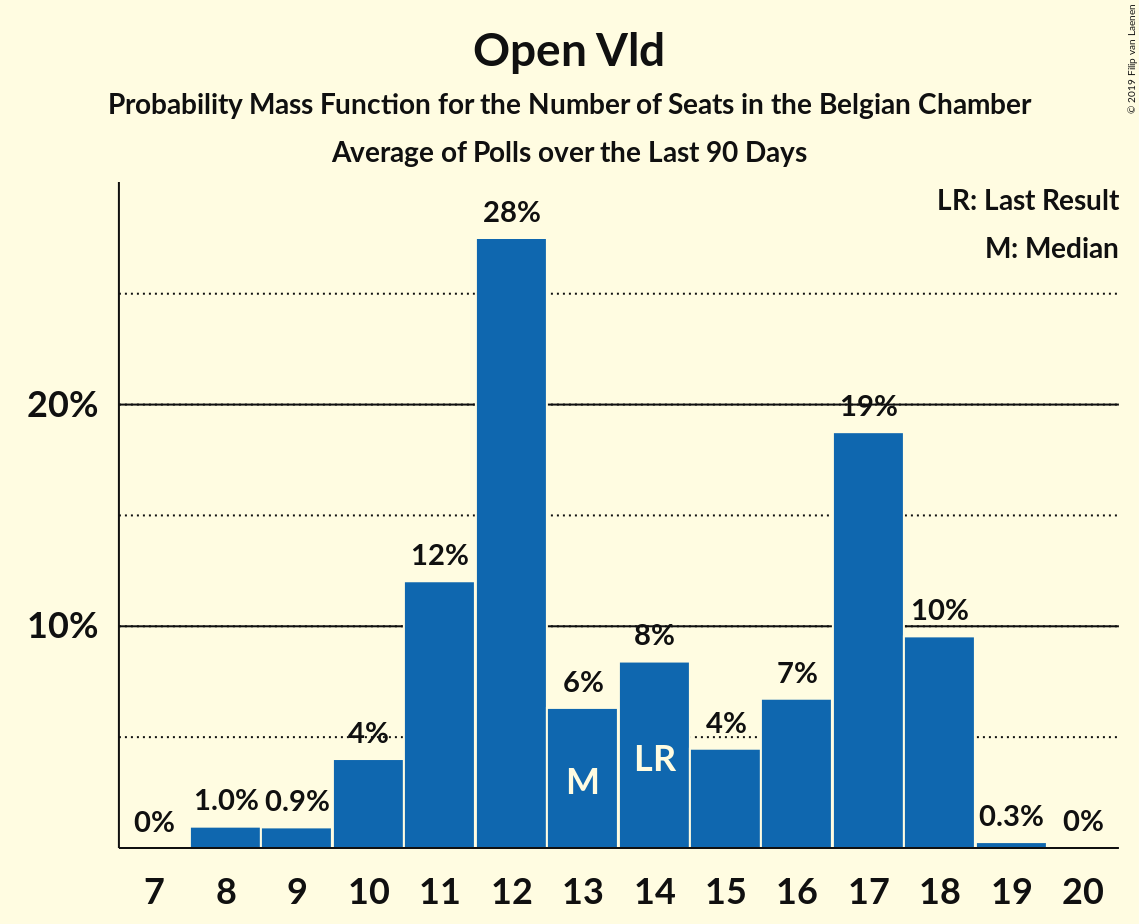 Open Vld
Probability Mass Function for the Number of Seats in the Belgian Chamber
Average of Polls over the Last 90 Days
© 2019 Filip van Laenen
LR: Last Result
M: Median
28%
20%
19%
12%
10%
10%
8%
6%
7%
4%
4%
1.0%
0.9%
0%
0.3%
0%
M
LR
7 8 9 10 11 12 13 14 15 16 17 18 19 20